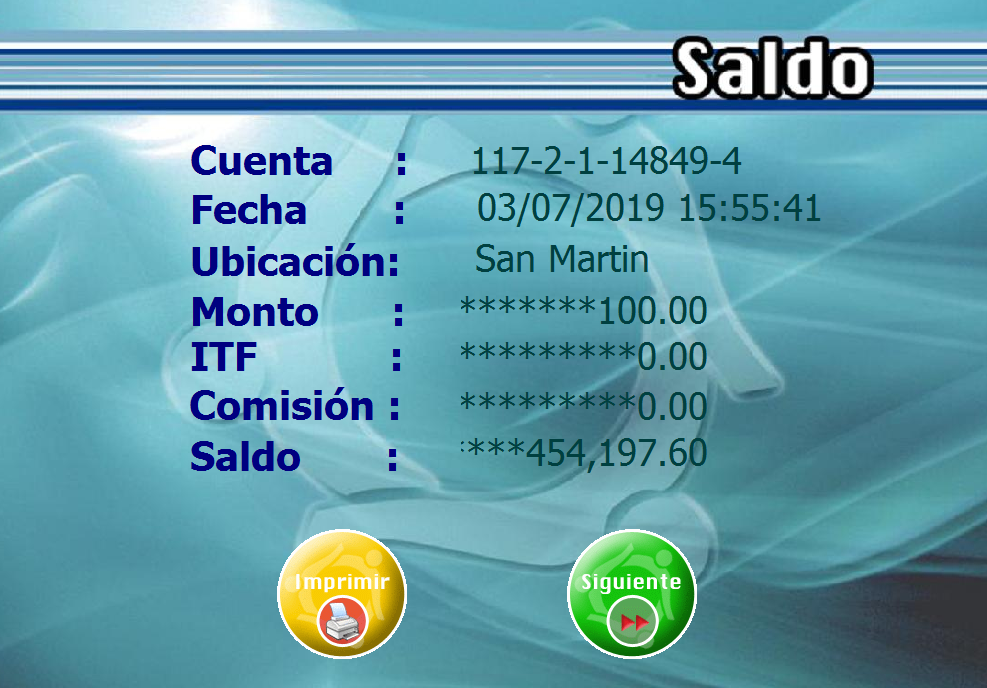 Saldo
Cuenta : 117-2-1-14849-4
Fecha : 03/07/2019 15:55:41
Ubicación: San Martin
Monto : *******100.00
ITF : *********0.00
Comisión : *********0.00
Saldo : ****454,197.60
Imprimir Siguiente